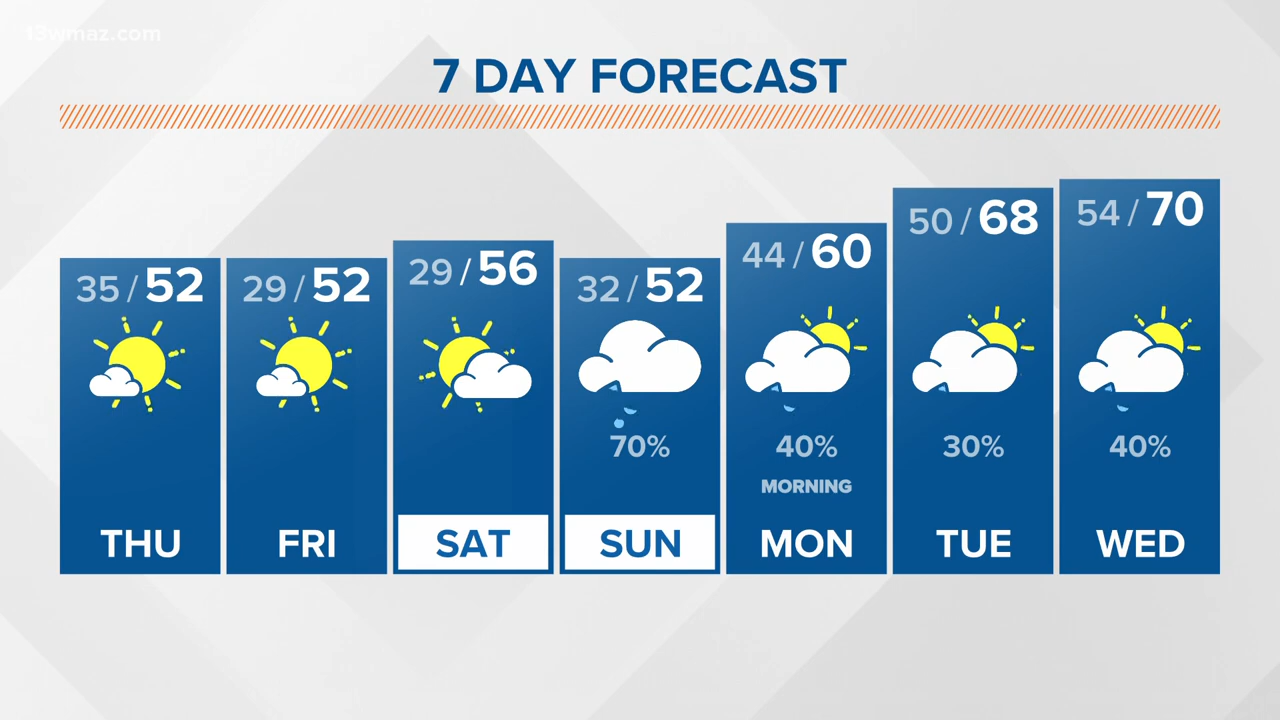 13wmaz.com
7 DAY FORECAST
35 / 52
29 / 52
29 / 56
32 / 52
44 / 60
50 / 68
54 / 70
70%
40%
30%
40%
MORNING
THU
FRI
SAT
SUN
MON
TUE
WED